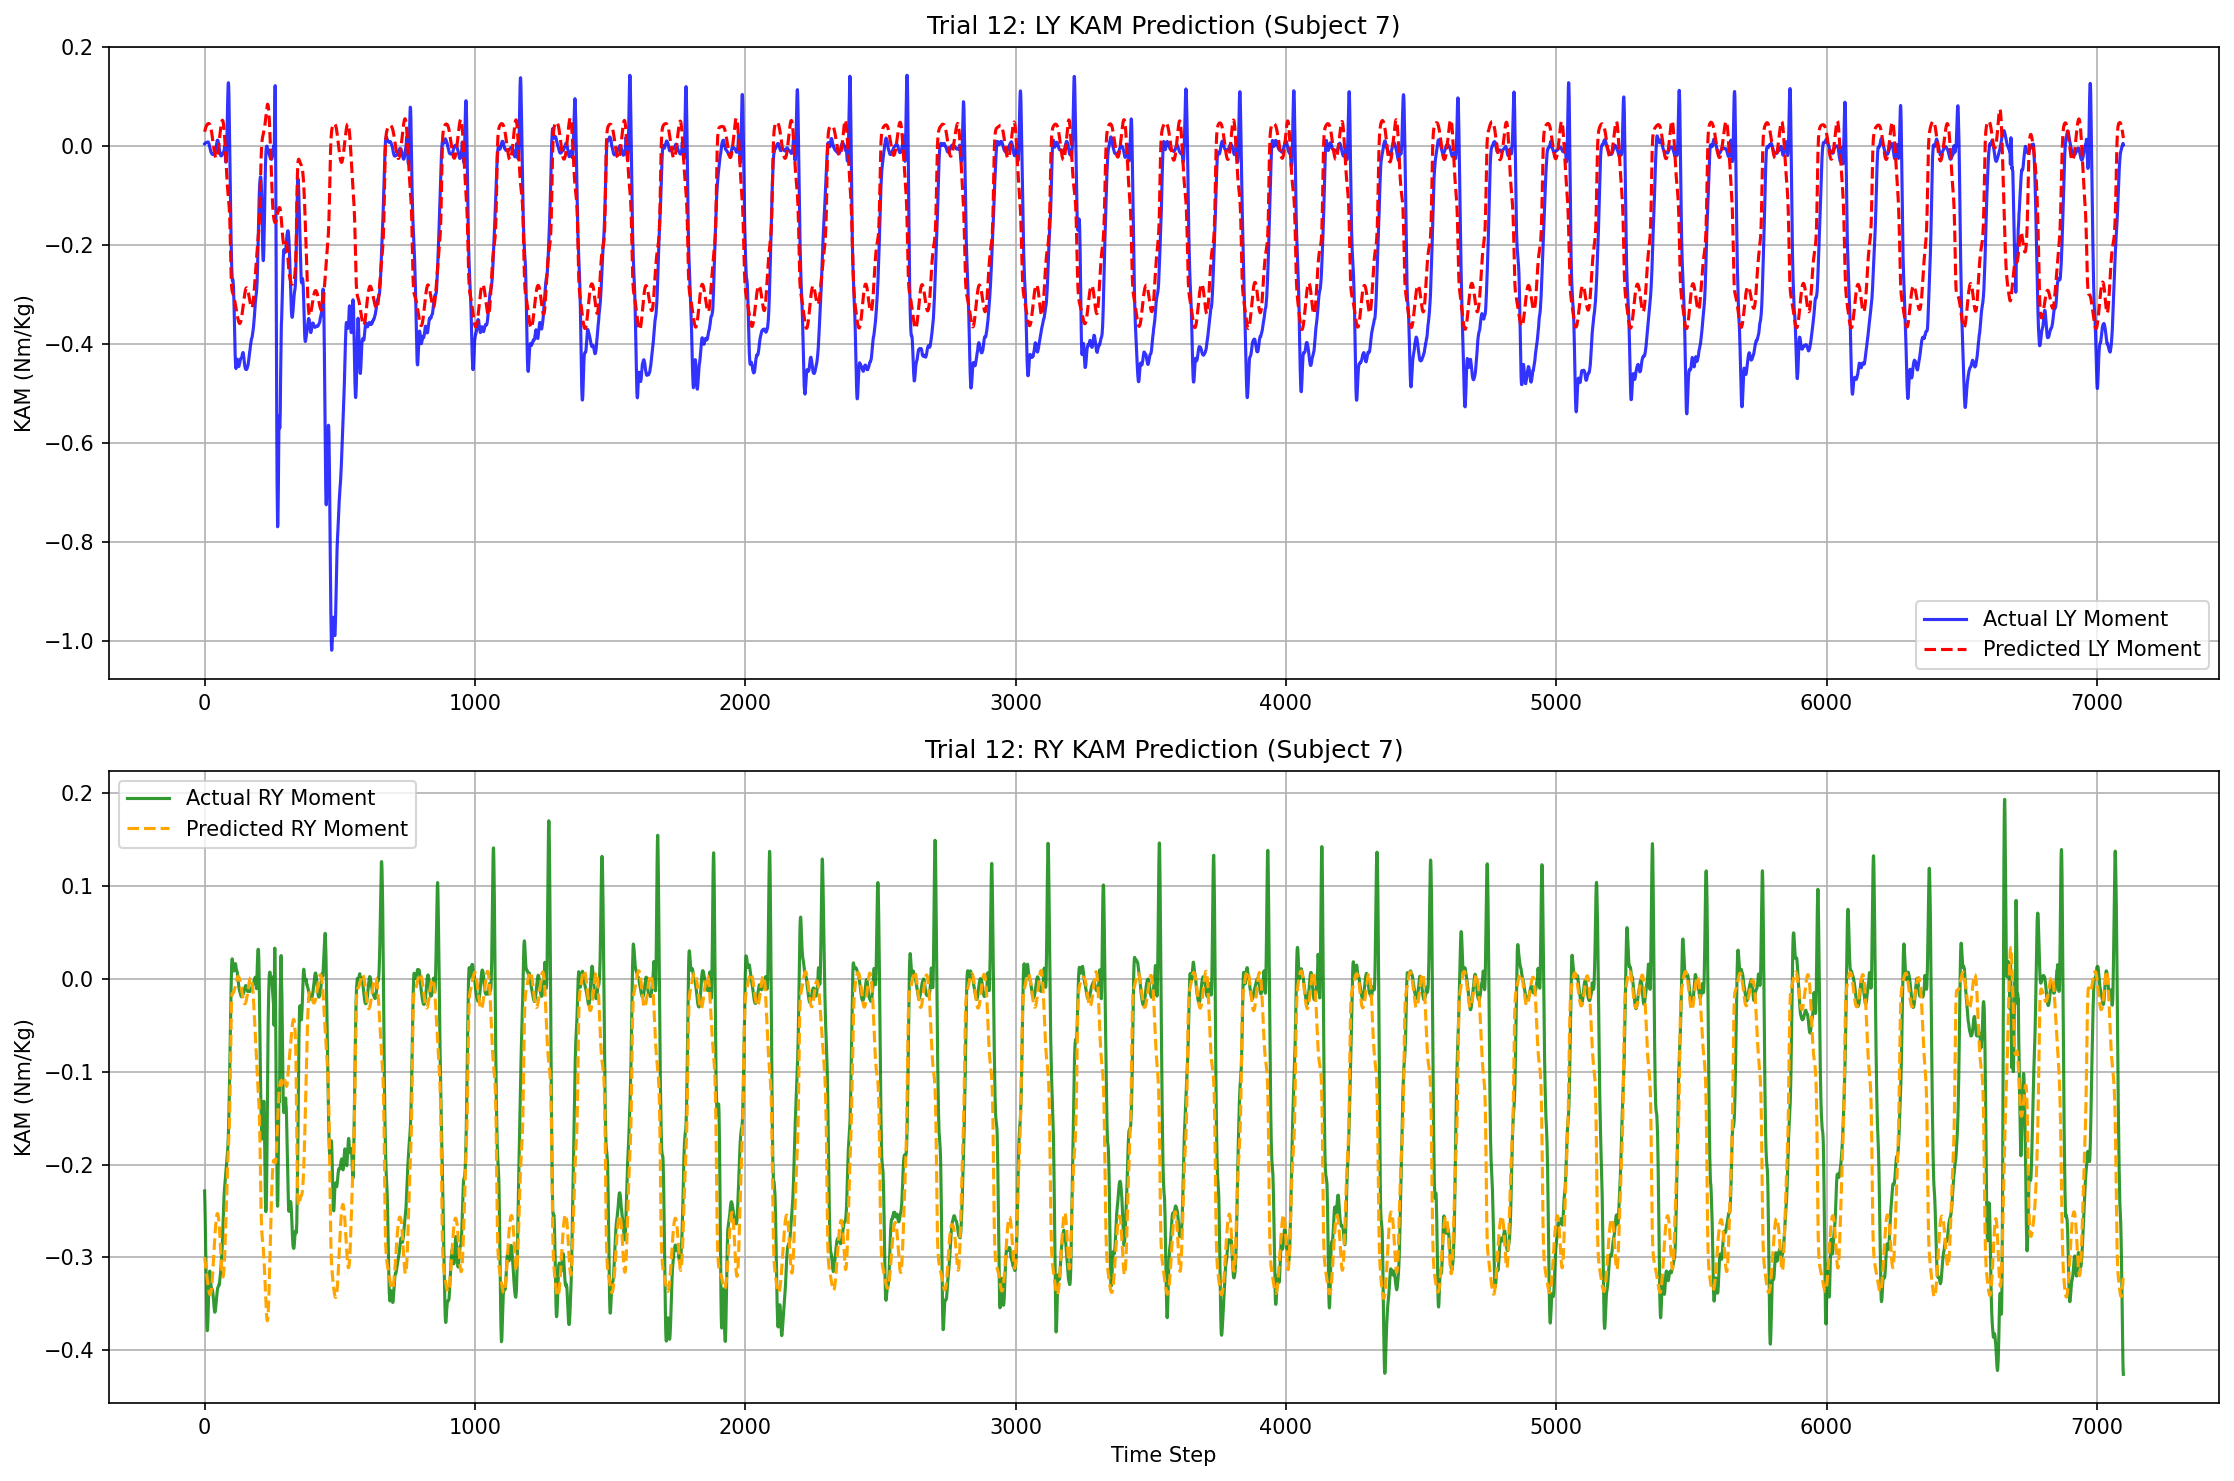 Trial 12: LY KAM Prediction (Subject 7)
KAM (Nm/Kg)
0.2
0.0
−0.2
−0.4
−0.6
−0.8
−1.0
Actual LY Moment
Predicted LY Moment
0 1000 2000 3000 4000 5000 6000 7000
Trial 12: RY KAM Prediction (Subject 7)
KAM (Nm/Kg)
0.2
0.1
0.0
−0.1
−0.2
−0.3
−0.4
Actual RY Moment
Predicted RY Moment
0 1000 2000 3000 4000 5000 6000 7000
Time Step